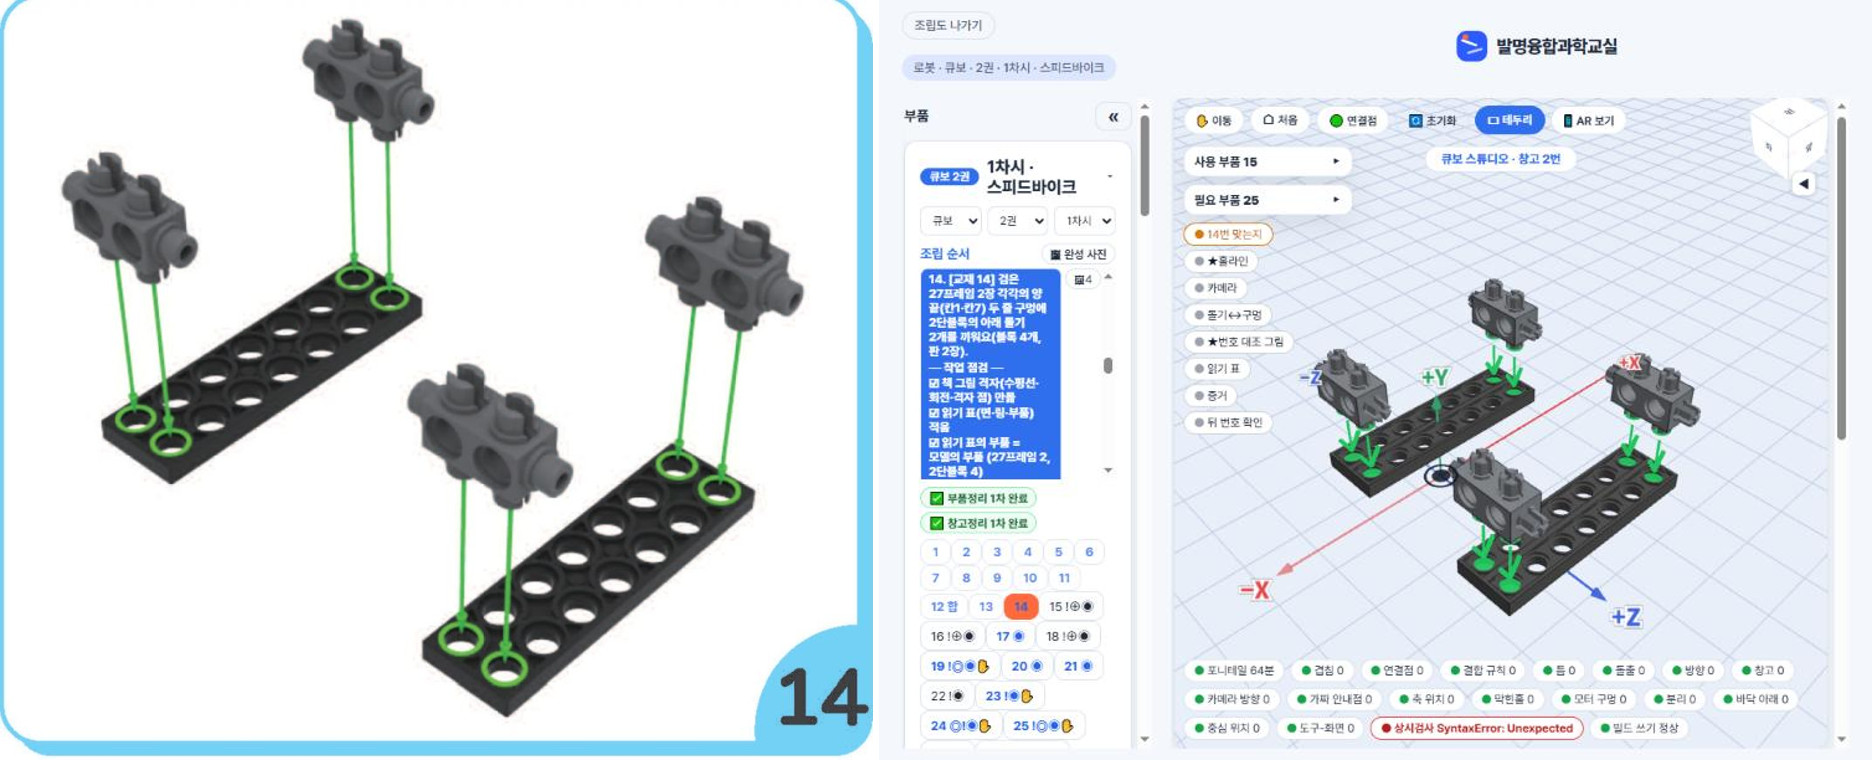 14
조립도 나가기
로봇 · 큐보 · 2권 · 1차시 · 스피드바이크
발명융합과학교실
부품
«
큐보 2권
1차시 ·
스피드바이크
큐보
2권
1차시
조립 순서
완성 사진
14. [교재 14] 검은
27프레임 2장 각각의 양
끝(칸1·칸7) 두 줄 구멍에
2단블록의 아래 돌기
2개를 끼워요(블록 4개,
판 2장).
— 작업 점검 —
☑ 책 그림 격자(수평선·
회전·격자 점) 만듦
☑ 읽기 표(면·링·부품)
적음
☑ 읽기 표의 부품 =
모델의 부품 (27프레임 2,
2단블록 4)
4
✅ 부품정리 1차 완료
✅ 창고정리 1차 완료
1 2 3 4 5 6
7 8 9 10 11
12 합 13 14 15 !⊕◉
16 !⊕◉ 17 ◉ 18 !⊕◉
19 !◎◉✋ 20 ◉ 21 ◉
22 !◉ 23 !◉✋
24 ◎!◉✋ 25 !◎◉✋
이동
처음
연결점
초기화
테두리
AR 보기
사용 부품 15
큐보 스튜디오 · 창고 2번
필요 부품 25
14번 맞는지
★홀라인
카메라
돌기↔구멍
★번호 대조 그림
읽기 표
증거
뒤 번호 확인
−Z
+Y
+X
−X
+Z
포니테일 64분
겹침 0
연결점 0
결합 규칙 0
틈 0
돌출 0
방향 0
창고 0
카메라 방향 0
가짜 안내점 0
축 위치 0
막힌홀 0
모터 구멍 0
분리 0
바닥 아래 0
중심 위치 0
도구-화면 0
상시검사 SyntaxError: Unexpected
빌드 쓰기 정상